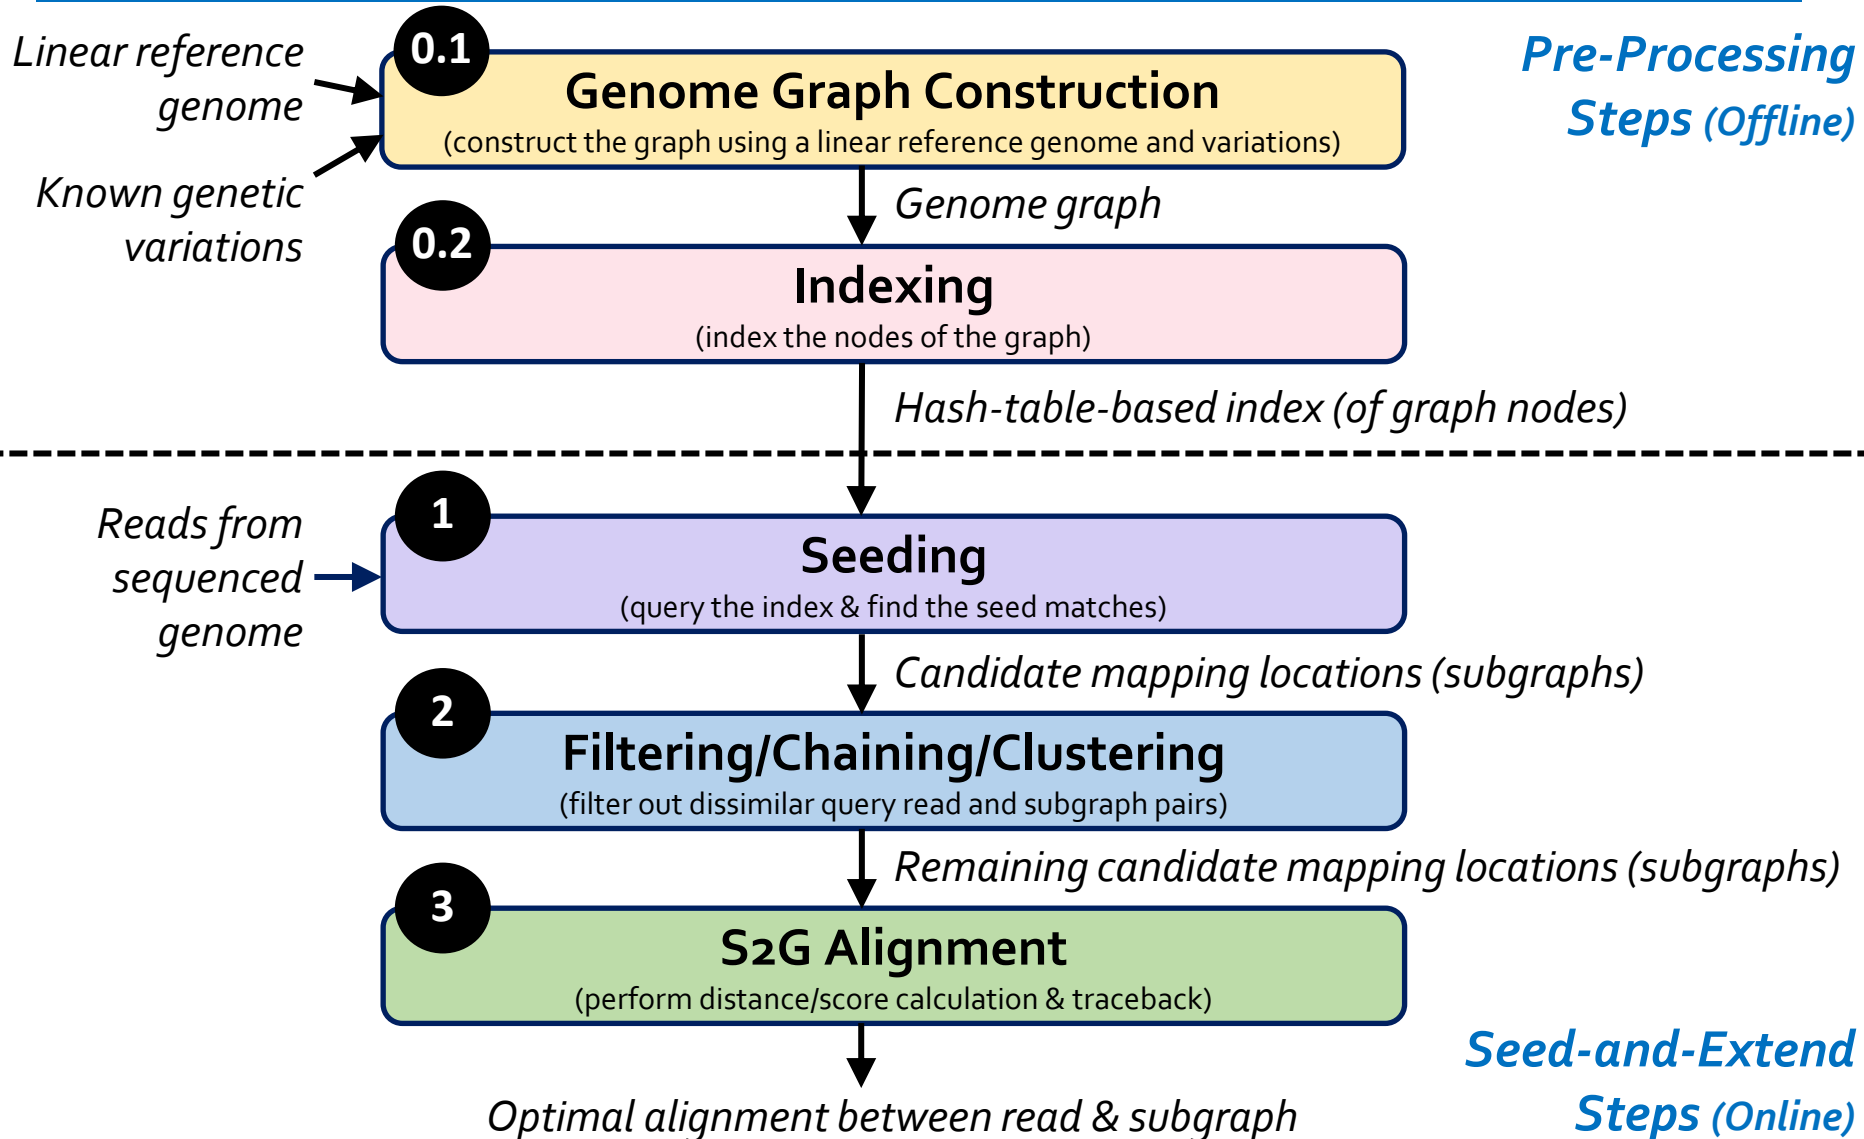 Linear reference
genome
0.1
Genome Graph Construction
(construct the graph using a linear reference genome and variations)
Pre-Processing
Steps (Offline)
Known genetic
variations
Genome graph
0.2
Indexing
(index the nodes of the graph)
Hash-table-based index (of graph nodes)
Reads from
sequenced
genome
1
Seeding
(query the index & find the seed matches)
Candidate mapping locations (subgraphs)
2
Filtering/Chaining/Clustering
(filter out dissimilar query read and subgraph pairs)
Remaining candidate mapping locations (subgraphs)
3
S2G Alignment
(perform distance/score calculation & traceback)
Seed-and-Extend
Steps (Online)
Optimal alignment between read & subgraph